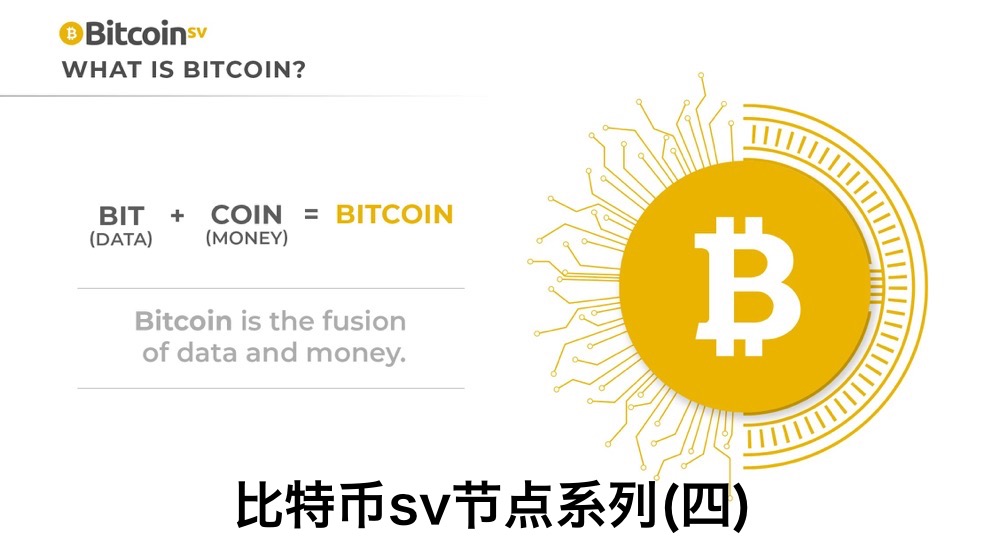 Bitcoin SV
WHAT IS BITCOIN?
BIT + COIN = BITCOIN
(DATA) (MONEY)
Bitcoin is the fusion
of data and money.
比特币sv节点系列(四)